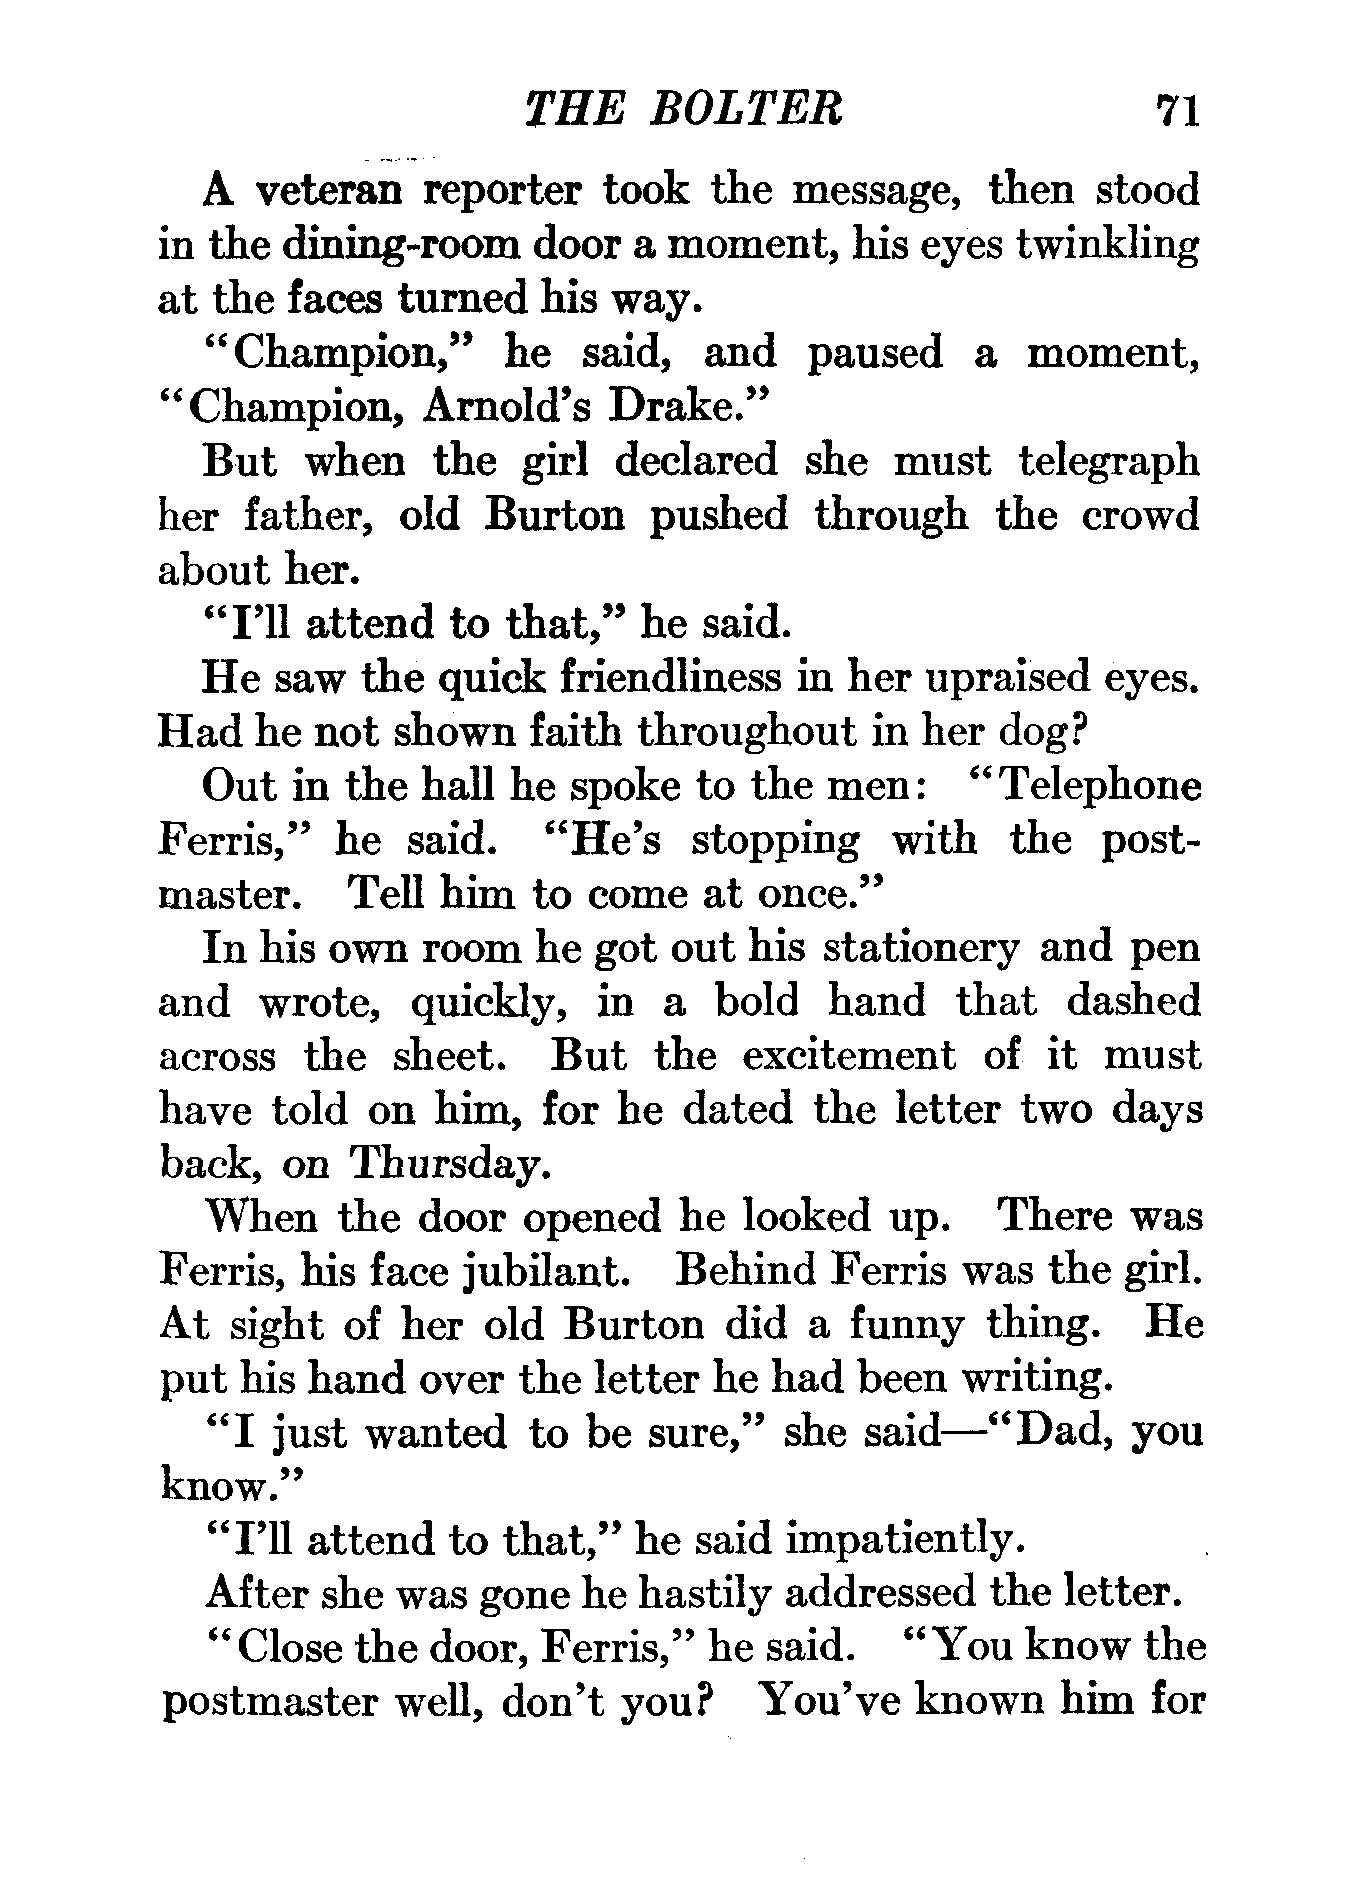 THE BOLTER 71
A veteran reporter took the message, then stood
in the dining-room door a moment, his eyes twinkling
at the faces turned his way.
“Champion,” he said, and paused a moment,
“Champion, Arnold’s Drake.”
But when the girl declared she must telegraph
her father, old Burton pushed through the crowd
about her.
“I’ll attend to that,” he said.
He saw the quick friendliness in her upraised eyes.
Had he not shown faith throughout in her dog?
Out in the hall he spoke to the men: “Telephone
Ferris,” he said. “He’s stopping with the post-
master. Tell him to come at once.”
In his own room he got out his stationery and pen
and wrote, quickly, in a bold hand that dashed
across the sheet. But the excitement of it must
have told on him, for he dated the letter two days
back, on Thursday.
When the door opened he looked up. There was
Ferris, his face jubilant. Behind Ferris was the girl.
At sight of her old Burton did a funny thing. He
put his hand over the letter he had been writing.
“I just wanted to be sure,” she said—“Dad, you
know.”
“I’ll attend to that,” he said impatiently.
After she was gone he hastily addressed the letter.
“Close the door, Ferris,” he said. “You know the
postmaster well, don’t you? You’ve known him for